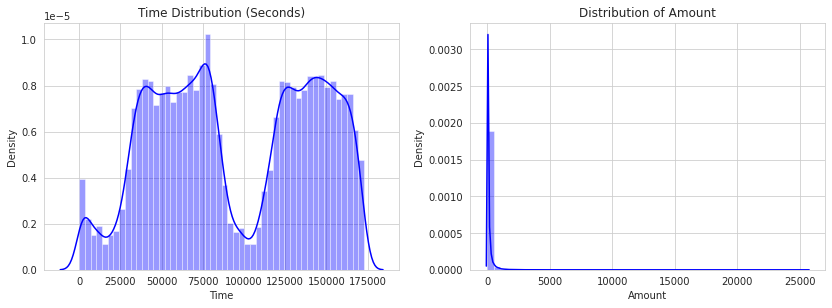 Time Distribution (Seconds)
1e−5
1.0
0.8
0.6
0.4
0.2
0.0
Density
0 25000 50000 75000 100000 125000 150000 175000
Time
Distribution of Amount
0.0030
0.0025
0.0020
0.0015
0.0010
0.0005
0.0000
Density
0 5000 10000 15000 20000 25000
Amount